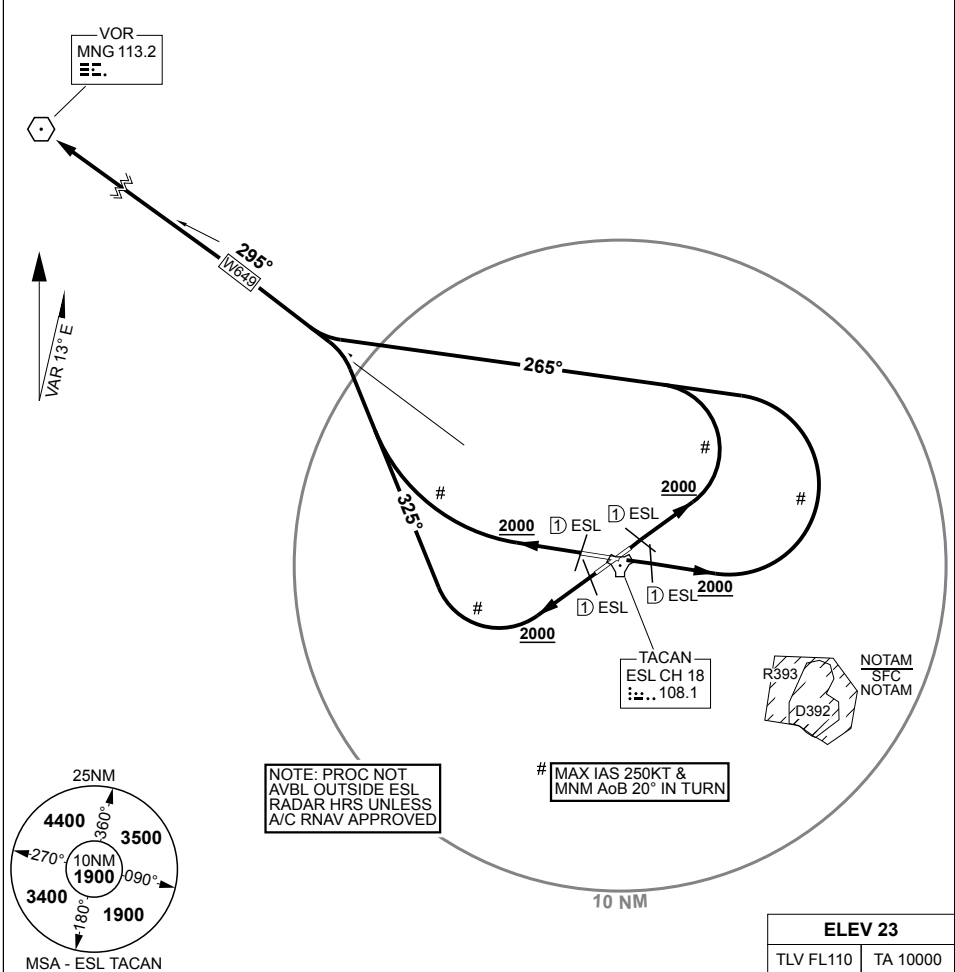 VOR
MNG 113.2
295°
W649
VAR 13° E
265°
#
#
2000
#
325°
2000
1 ESL
1 ESL
#
2000
1 ESL
1 ESL
2000
TACAN
ESL CH 18
108.1
R393
D392
NOTAM
SFC
NOTAM
NOTE: PROC NOT
AVBL OUTSIDE ESL
RADAR HRS UNLESS
A/C RNAV APPROVED
# MAX IAS 250KT &
MNM AoB 20° IN TURN
10 NM
25NM
4400
360°
3500
270°
10NM
1900
090°
3400
180°
1900
MSA - ESL TACAN
ELEV 23
TLV FL110 TA 10000